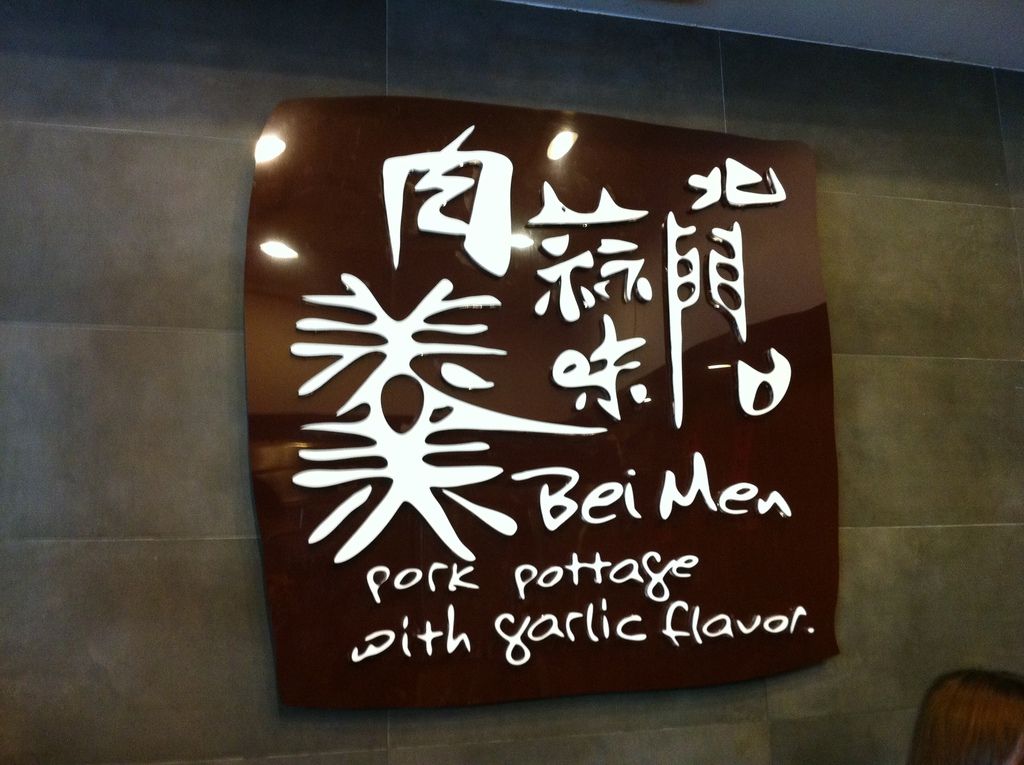 北門口
蒜味
肉羹
Bei Men
pork pottage
with garlic flavor.